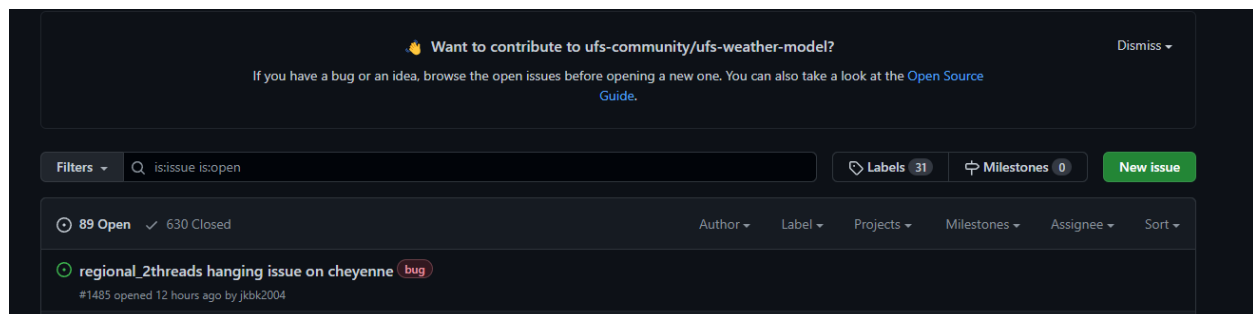 👋 Want to contribute to ufs-community/ufs-weather-model?
Dismiss
If you have a bug or an idea, browse the open issues before opening a new one. You can also take a look at the Open Source
Guide.
Filters
is:issue is:open
Labels 31
Milestones 0
New issue
89 Open 630 Closed
Author Label Projects Milestones Assignee Sort
regional_2threads hanging issue on cheyenne bug
#1485 opened 12 hours ago by jkbk2004